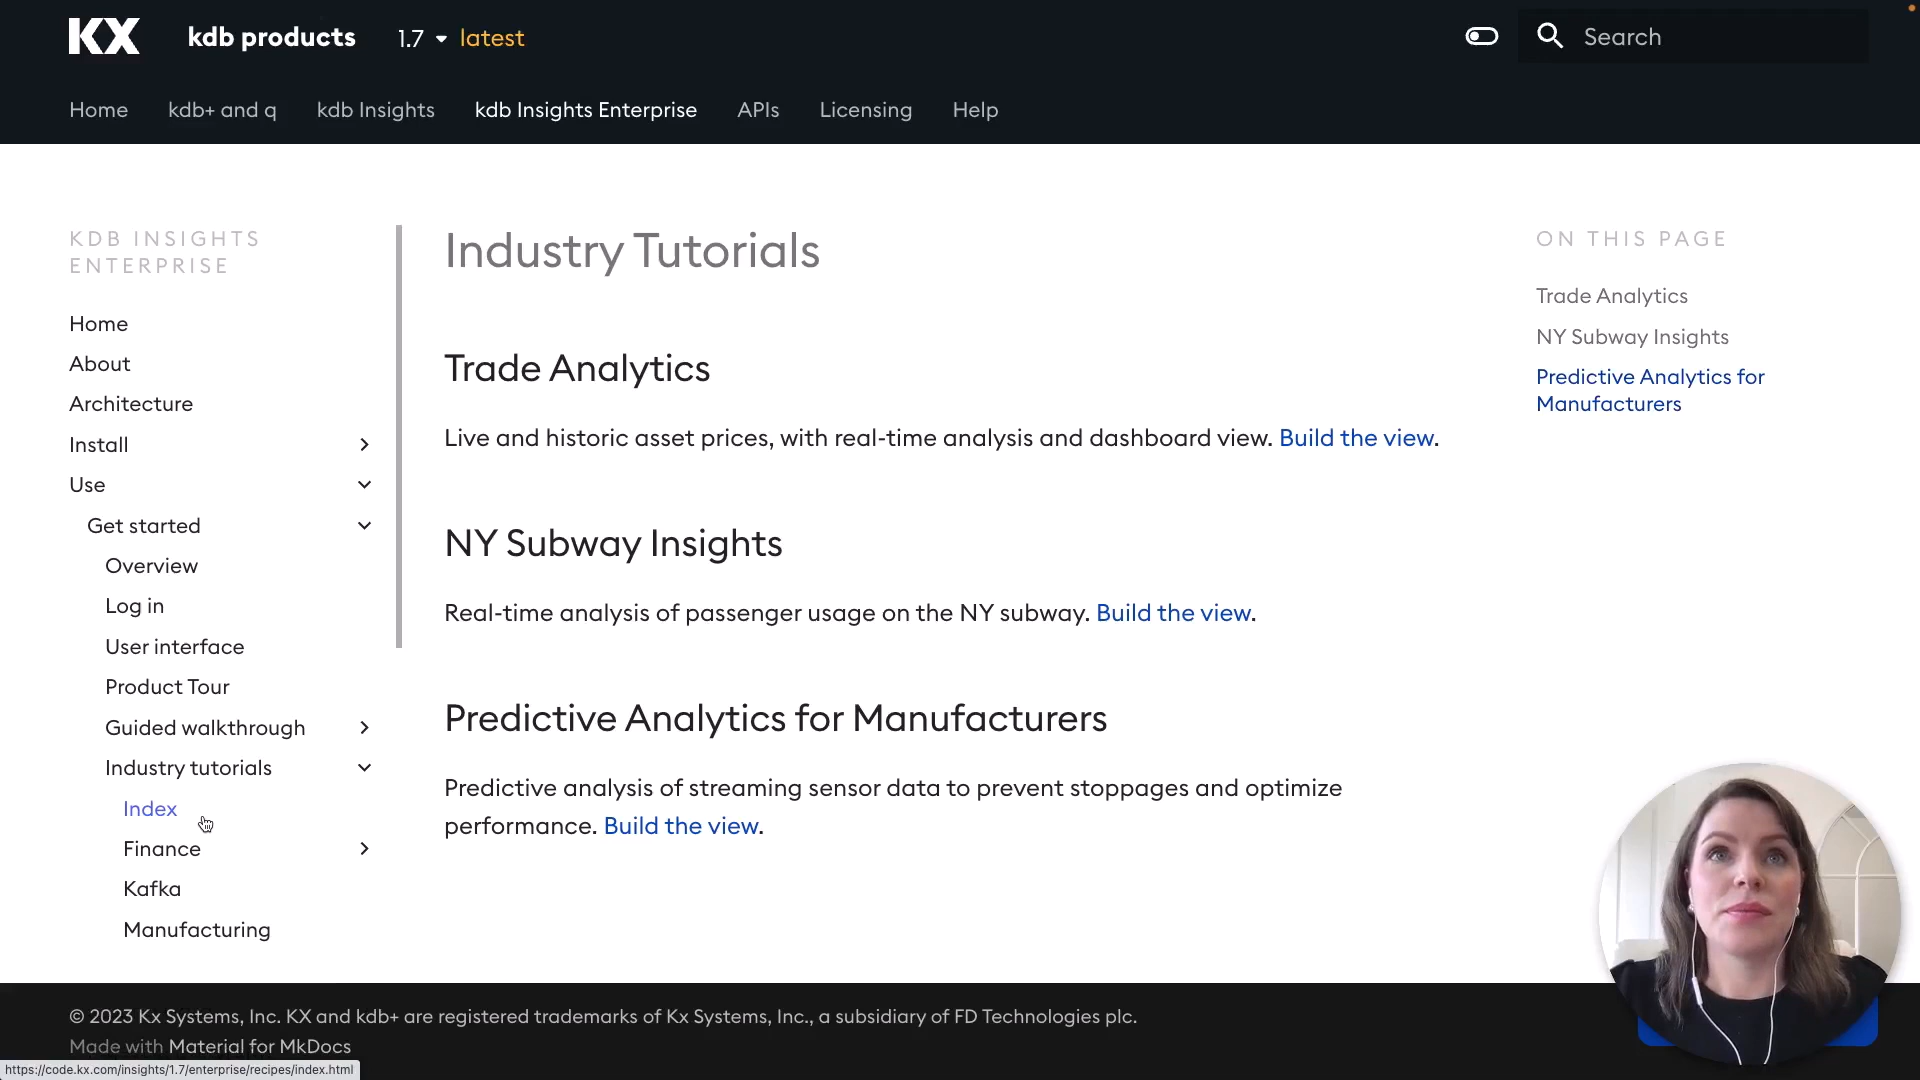 KX kdb products 1.7 latest Search
Home kdb+ and q kdb Insights kdb Insights Enterprise APIs Licensing Help
KDB INSIGHTS
ENTERPRISE
Home
About
Architecture
Install
Use
Get started
Overview
Log in
User interface
Product Tour
Guided walkthrough
Industry tutorials
Index
Finance
Kafka
Manufacturing
Industry Tutorials
Trade Analytics
Live and historic asset prices, with real-time analysis and dashboard view. Build the view.
NY Subway Insights
Real-time analysis of passenger usage on the NY subway. Build the view.
Predictive Analytics for Manufacturers
Predictive analysis of streaming sensor data to prevent stoppages and optimize
performance. Build the view.
ON THIS PAGE
Trade Analytics
NY Subway Insights
Predictive Analytics for
Manufacturers
© 2023 Kx Systems, Inc. KX and kdb+ are registered trademarks of Kx Systems, Inc., a subsidiary of FD Technologies plc.
Made with Material for MkDocs
https://code.kx.com/insights/1.7/enterprise/recipes/index.html